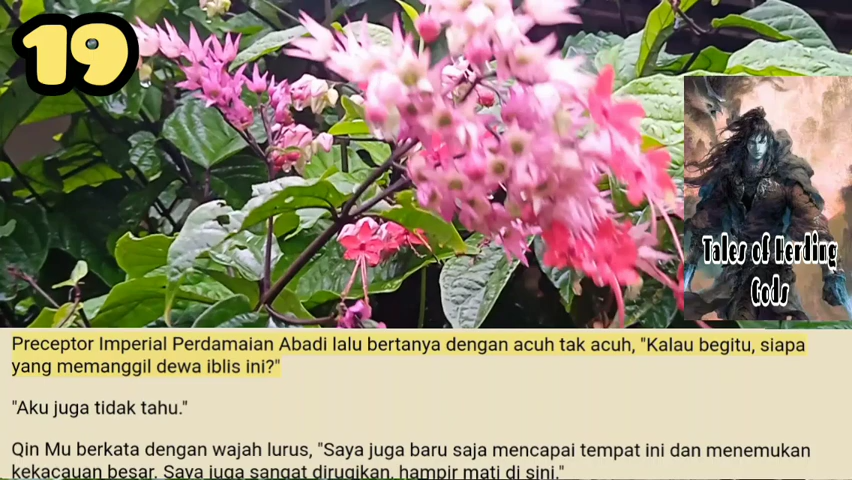 19
Tales of Herding
Gods
Preceptor Imperial Perdamaian Abadi lalu bertanya dengan acuh tak acuh, "Kalau begitu, siapa
yang memanggil dewa iblis ini?"
"Aku juga tidak tahu."
Qin Mu berkata dengan wajah lurus, "Saya juga baru saja mencapai tempat ini dan menemukan
kekacauan besar. Saya juga sangat dirugikan, hampir mati di sini."